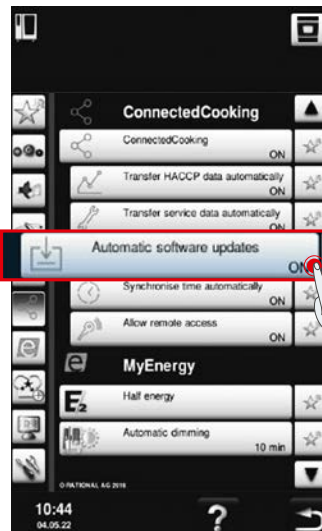 ConnectedCooking
ConnectedCooking
ON
Transfer HACCP data automatically
ON
Transfer service data automatically
ON
Automatic software updates
ON
Synchronise time automatically
ON
Allow remote access
ON
MyEnergy
E2
Half energy
Automatic dimming
10 min
© RATIONAL AG 2016
10:44
04.05.22
?